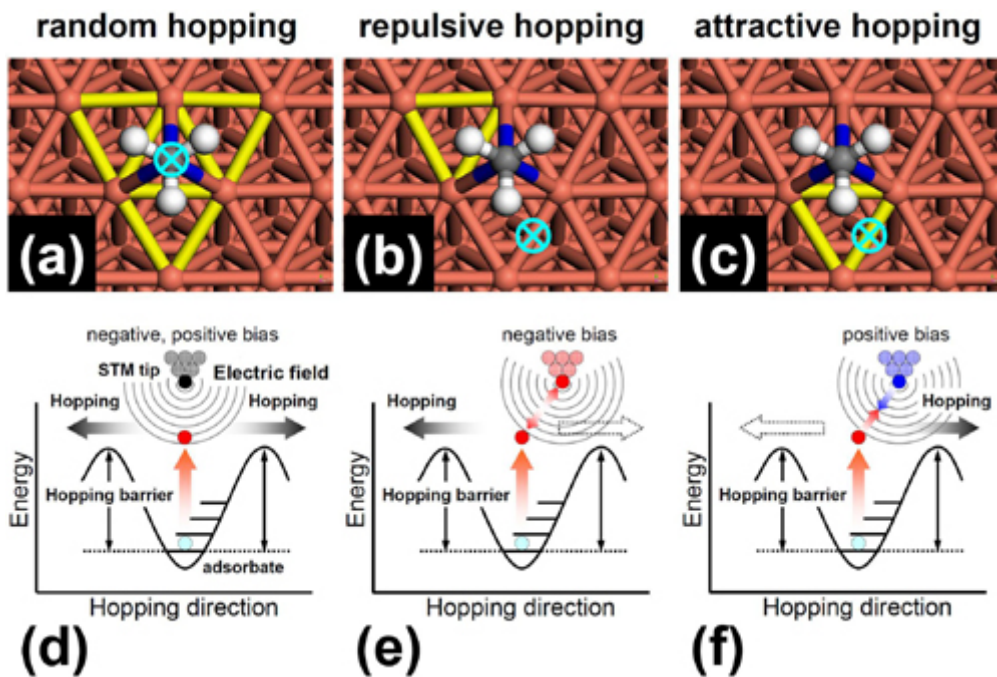 random hopping
repulsive hopping
attractive hopping
(a)
(b)
(c)
negative, positive bias
STM tip
Electric field
Hopping
Hopping
Hopping barrier
adsorbate
Energy
Hopping direction
(d)
negative bias
Hopping
Hopping barrier
Energy
Hopping direction
(e)
positive bias
Hopping
Hopping barrier
Energy
Hopping direction
(f)